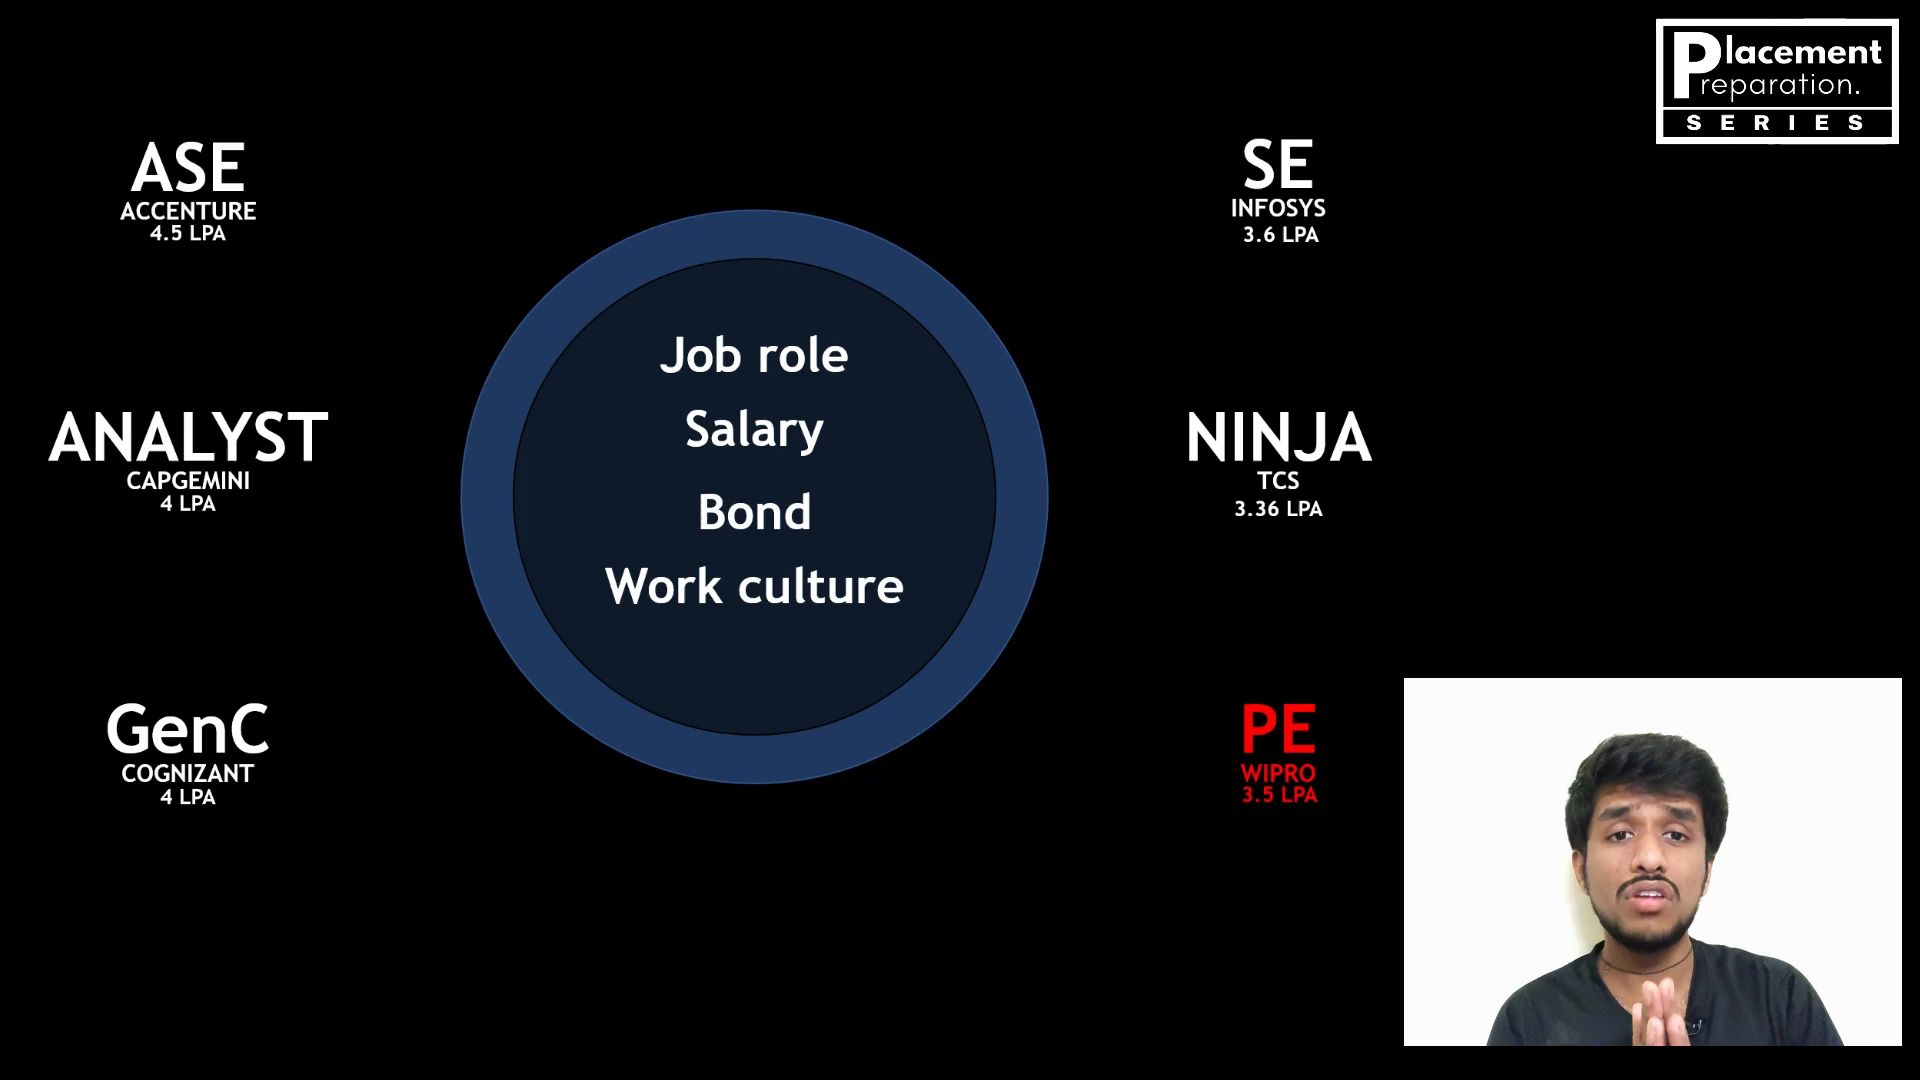 Placement
Preparation.
SERIES
ASE
ACCENTURE
4.5 LPA
ANALYST
CAPGEMINI
4 LPA
GenC
COGNIZANT
4 LPA
Job role
Salary
Bond
Work culture
SE
INFOSYS
3.6 LPA
NINJA
TCS
3.36 LPA
PE
WIPRO
3.5 LPA